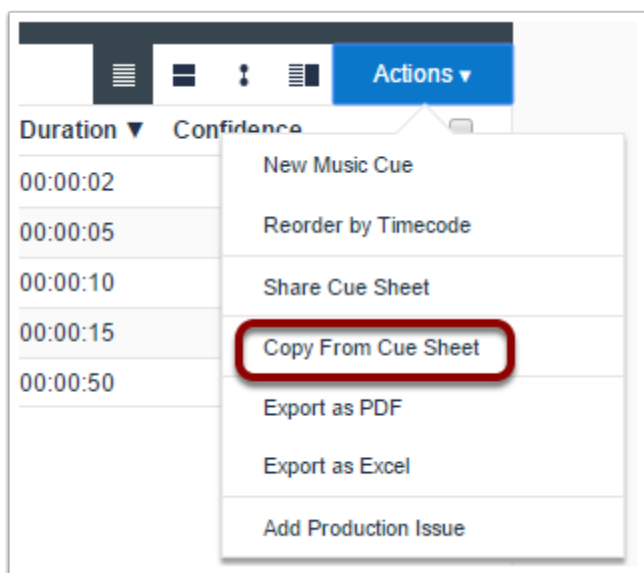 Actions ▾
Duration ▼ Confidence
00:00:02
00:00:05
00:00:10
00:00:15
00:00:50
New Music Cue
Reorder by Timecode
Share Cue Sheet
Copy From Cue Sheet
Export as PDF
Export as Excel
Add Production Issue